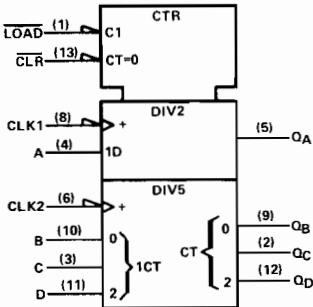 CTR
LOAD (1) C1
CLR (13) CT=0
DIV2
CLK1 (8) +
(5) QA
A (4) 1D
DIV5
CLK2 (6) +
B (10) 0 0 (9) QB
C (3) 1CT CT (2) QC
D (11) 2 2 (12) QD